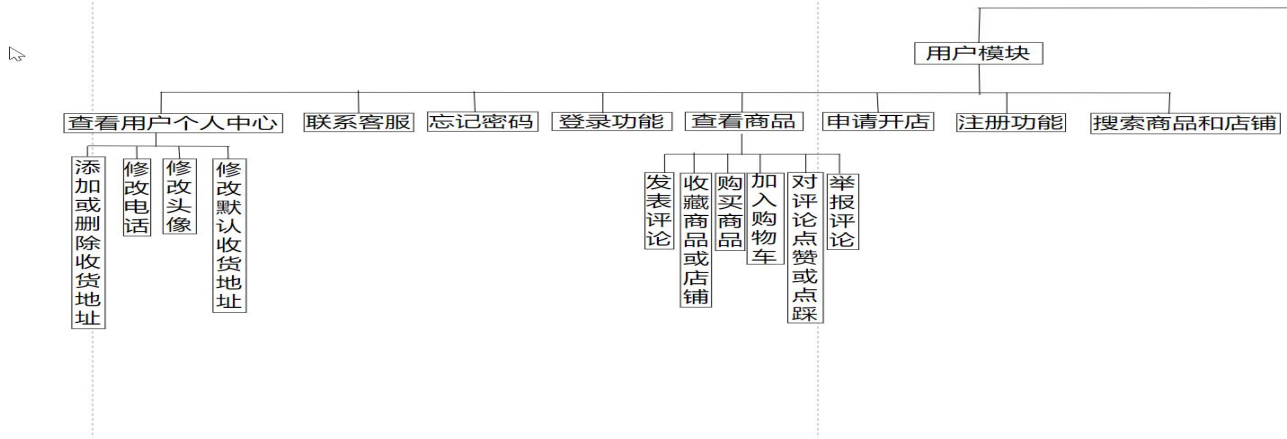 用户模块
查看用户个人中心
联系客服
忘记密码
登录功能
查看商品
申请开店
注册功能
搜索商品和店铺
添加或删除收货地址
修改电话
修改头像
修改默认收货地址
发表评论
收藏商品或店铺
购买商品
加入购物车
对评论点赞或点踩
举报评论